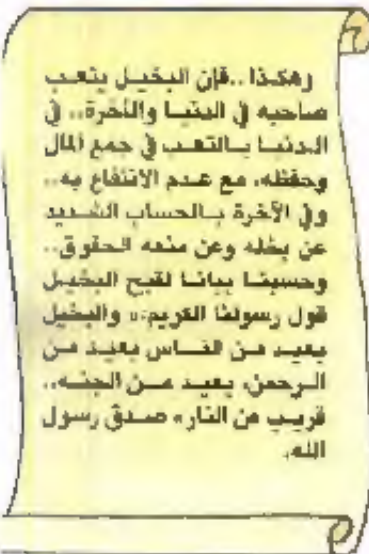 وهكذا ..فإن البخيل يتعب
صاحبه في الدنيا والآخرة.. في
الدنيا بالتعب في جمع المال
وحفظه، مع عدم الانتفاع به..
وفي الآخرة بالحساب الشديد
عن بخله وعن منعه الحقوق..
وحسبنا بيانا لقبح البخيل
قول رسولنا الكريم:« والبخيل
بعيد من الناس بعيد من
الرحمن، بعيد من الجنة..
قريب من النار» صدق رسول
الله.